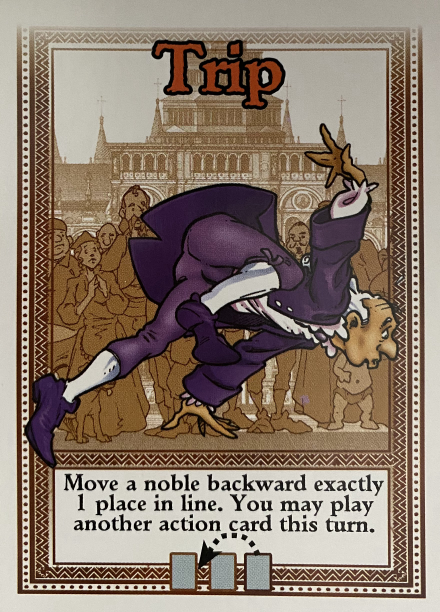 Trip
Move a noble backward exactly
1 place in line. You may play
another action card this turn.